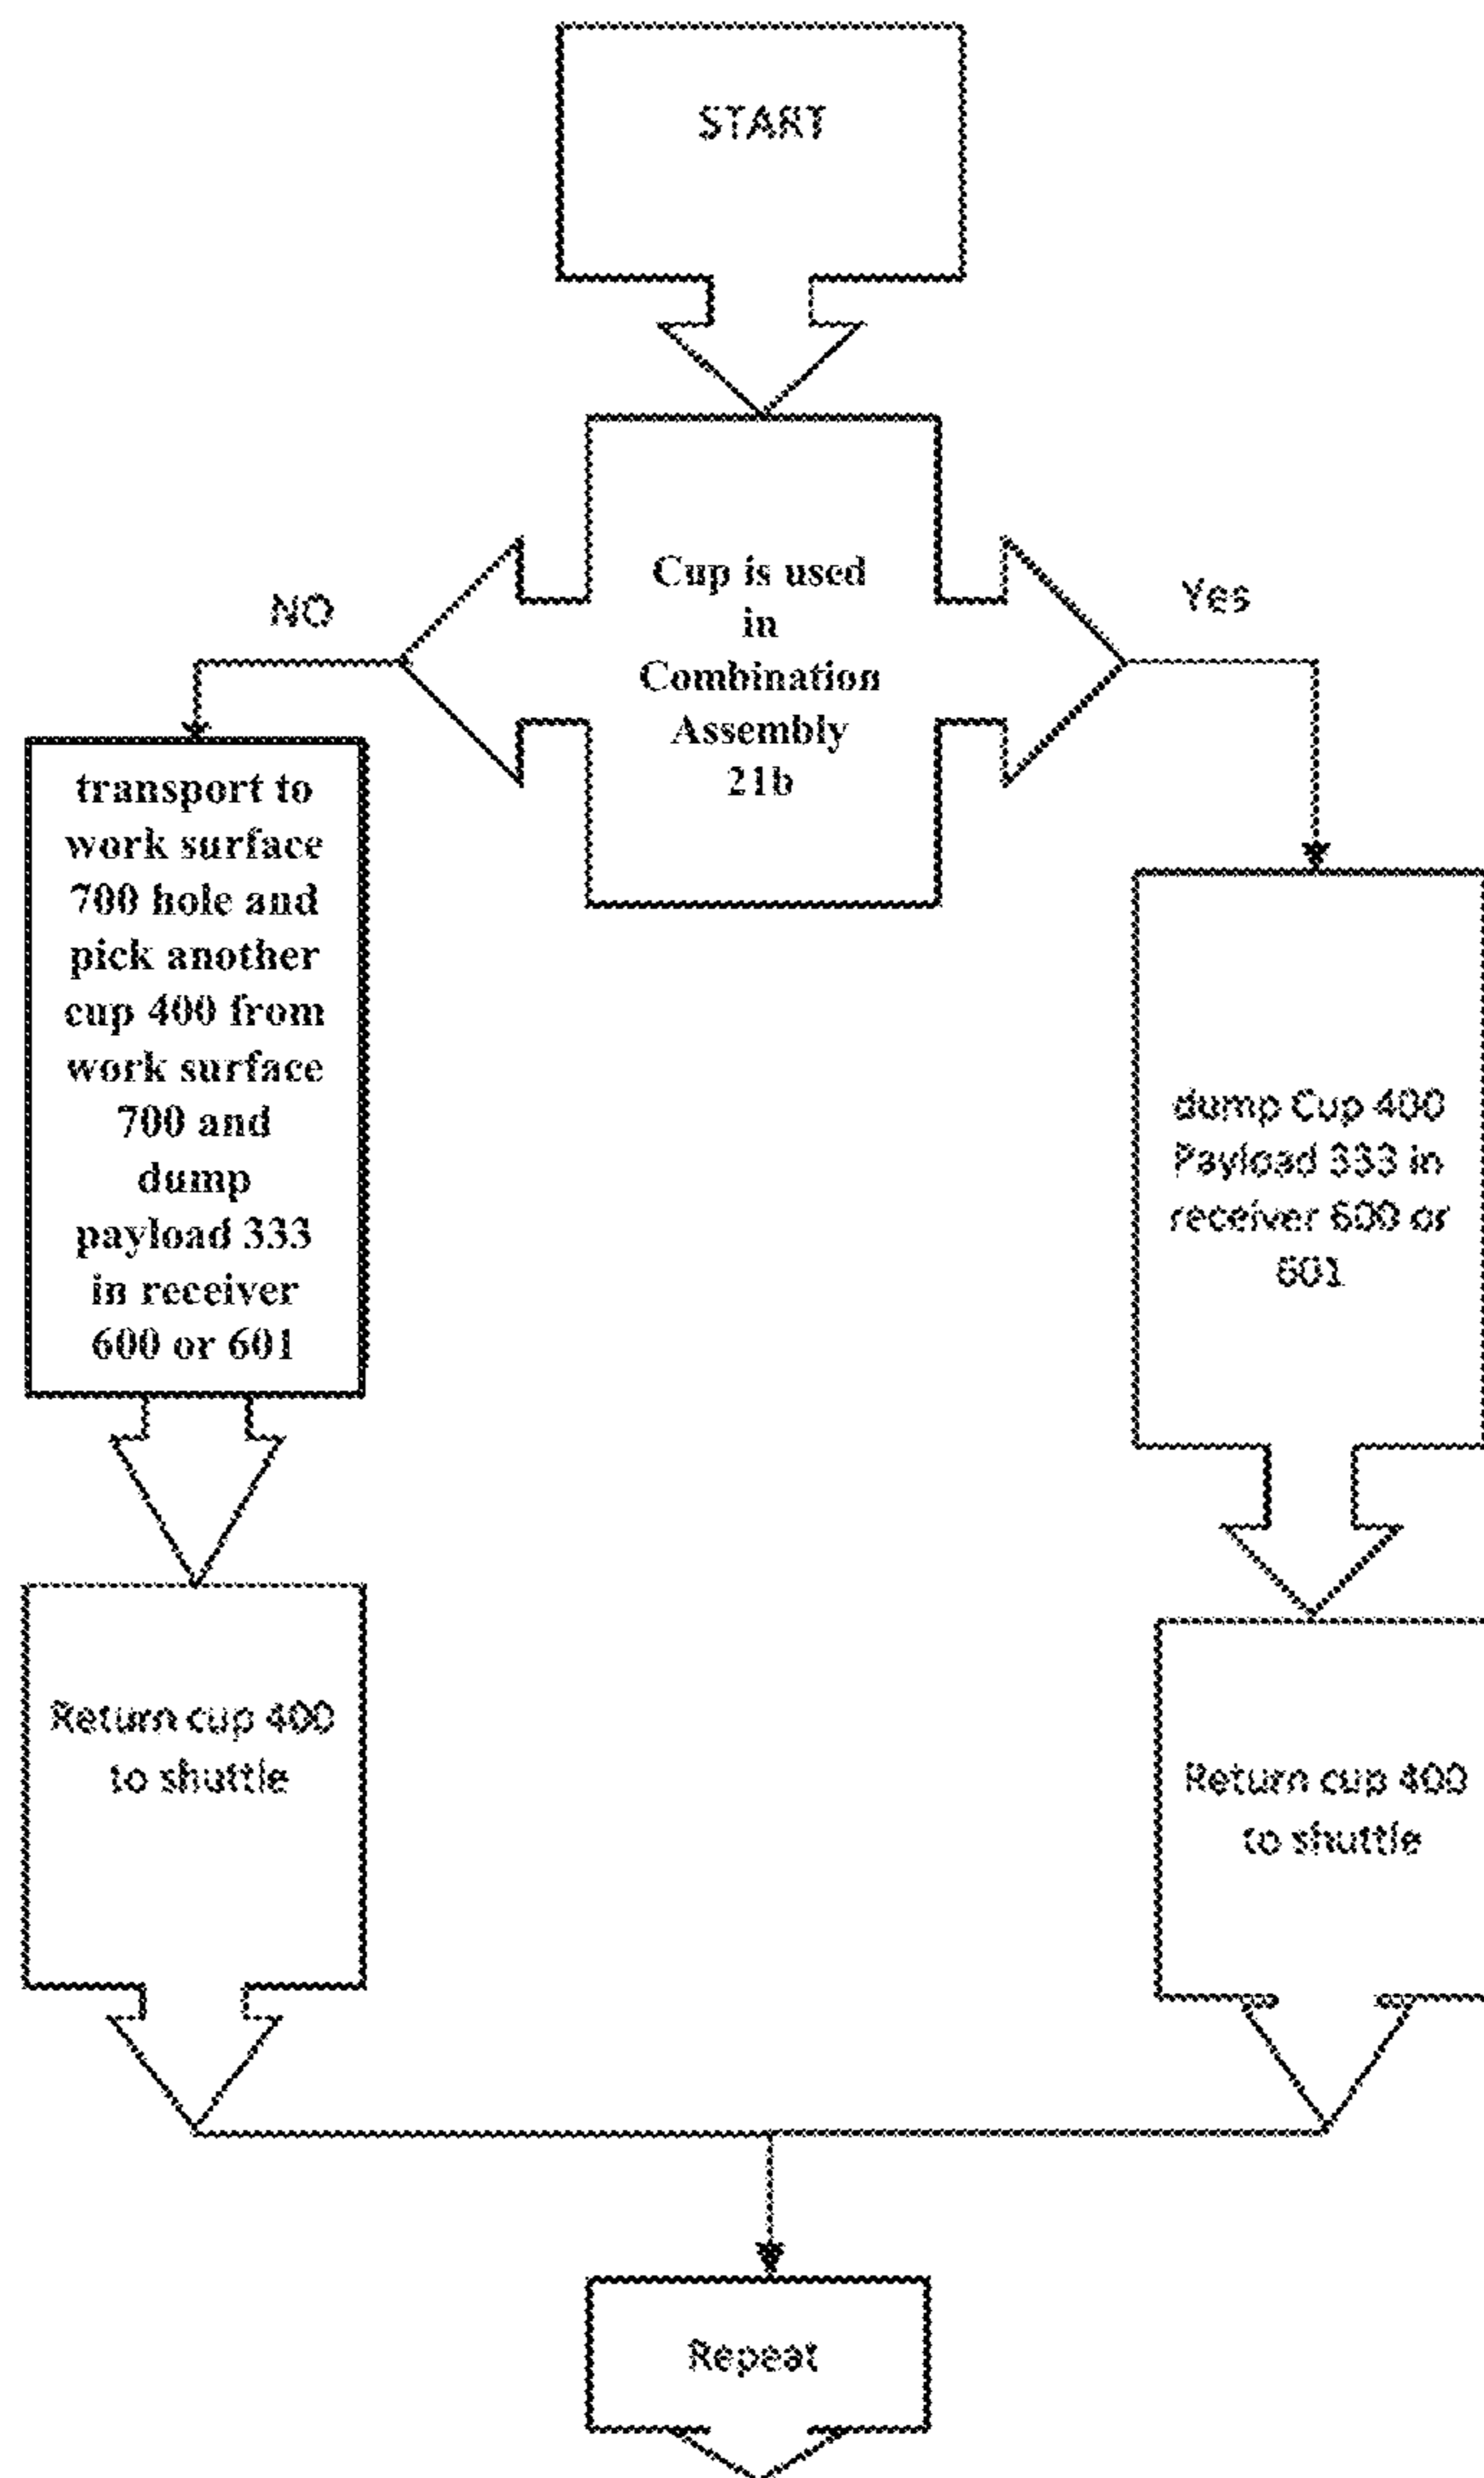 START
Cup is used
in
Combination
Assembly
21b
NO
Yes
transport to
work surface
700 hole and
pick another
cup 400 from
work surface
700 and
dump
payload 333
in receiver
600 or 601
dump Cup 400
Payload 333 in
receiver 600 or
601
Return cup 400
to shuttle
Return cup 400
to shuttle
Repeat